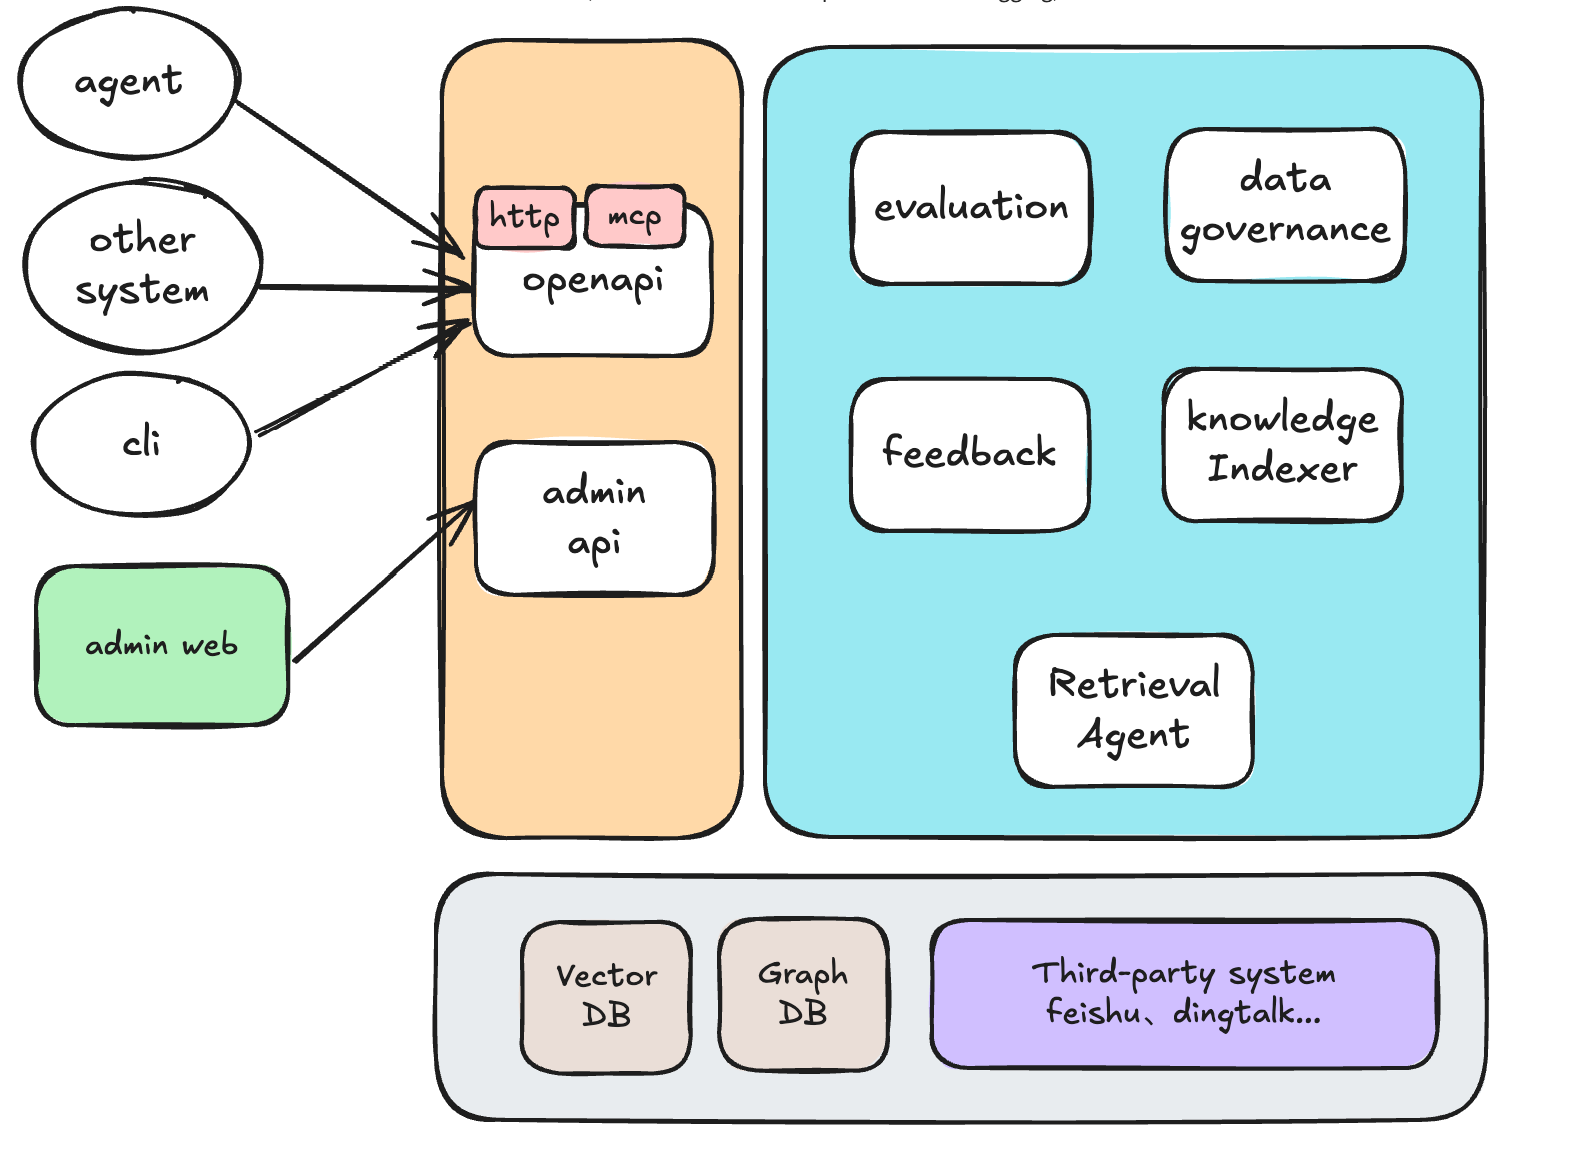 agent
other
system
cli
admin web
http
mcp
openapi
admin
api
evaluation
data
governance
feedback
knowledge
Indexer
Retrieval
Agent
Vector
DB
Graph
DB
Third-party system
feishu、dingtalk...